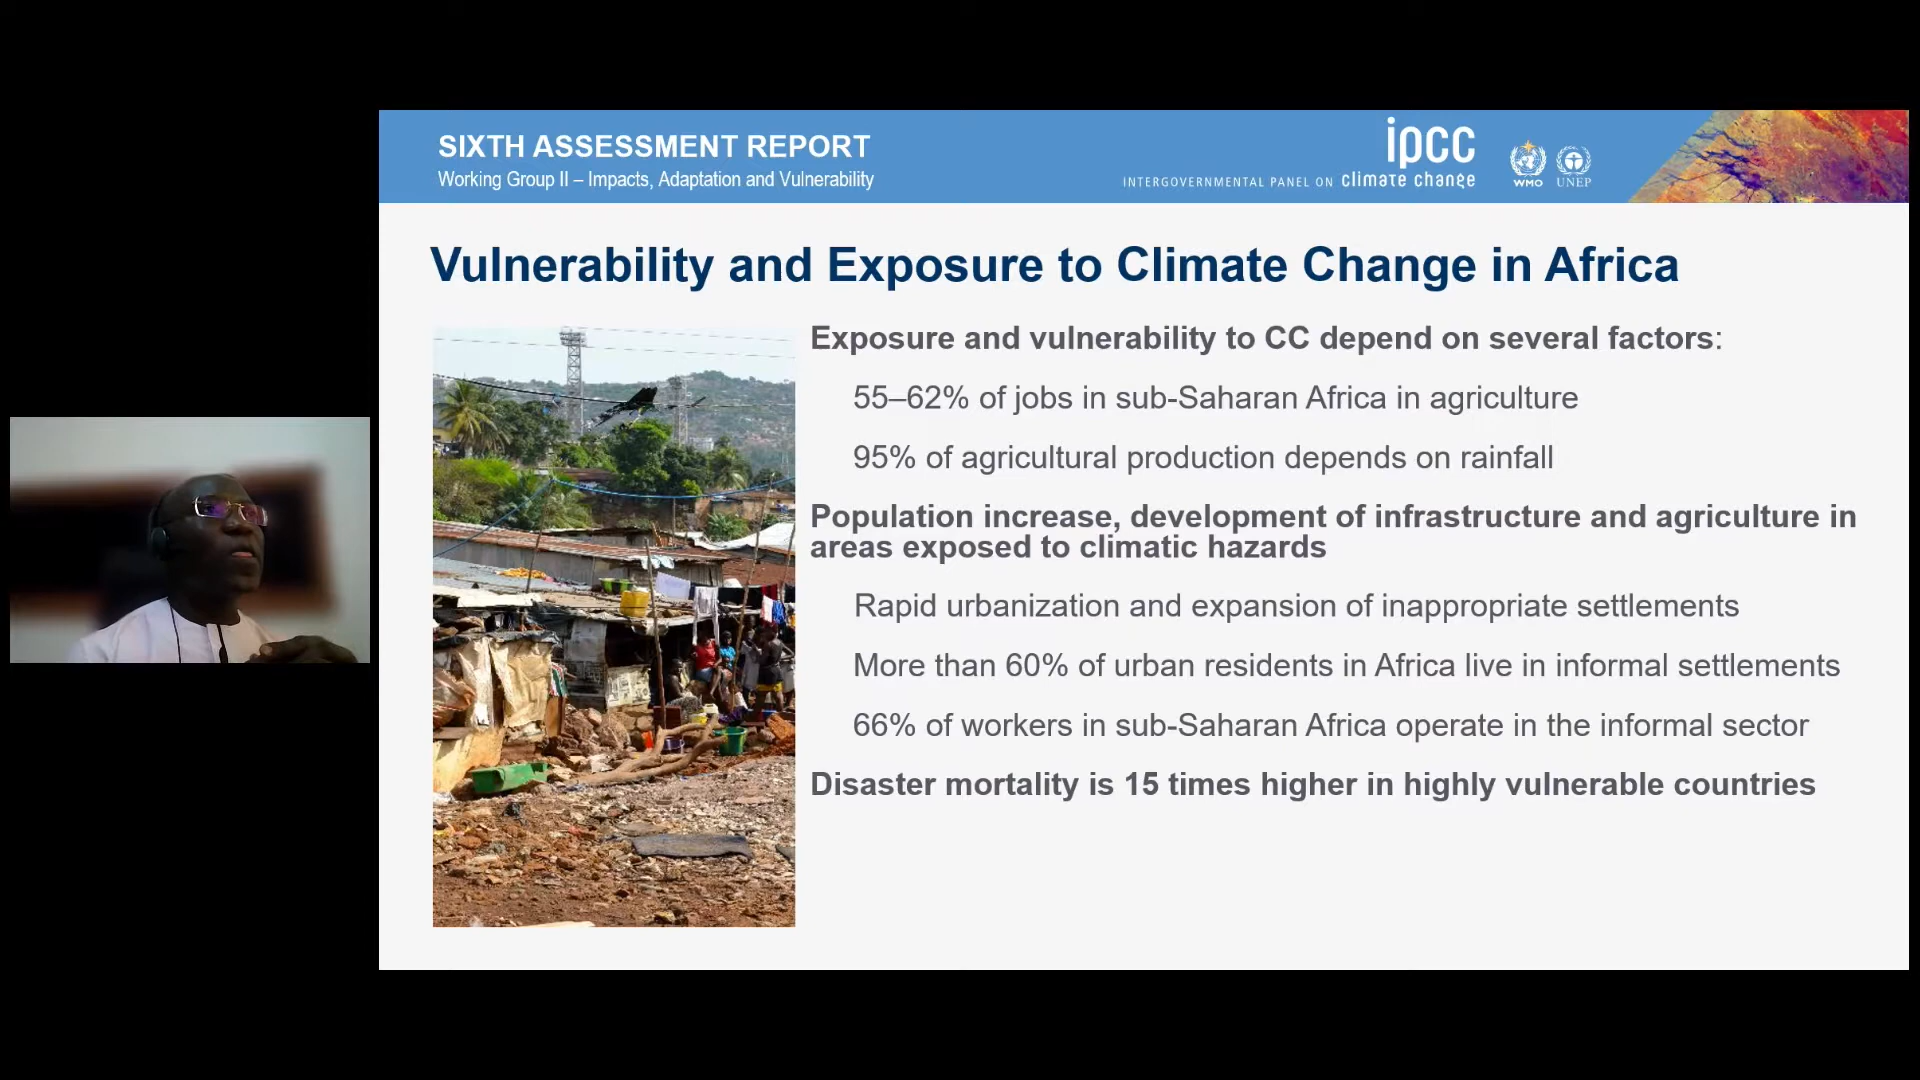 SIXTH ASSESSMENT REPORT
Working Group II – Impacts, Adaptation and Vulnerability
ipcc
INTERGOVERNMENTAL PANEL ON climate change
WMO UNEP
Vulnerability and Exposure to Climate Change in Africa
Exposure and vulnerability to CC depend on several factors:
55–62% of jobs in sub-Saharan Africa in agriculture
95% of agricultural production depends on rainfall
Population increase, development of infrastructure and agriculture in
areas exposed to climatic hazards
Rapid urbanization and expansion of inappropriate settlements
More than 60% of urban residents in Africa live in informal settlements
66% of workers in sub-Saharan Africa operate in the informal sector
Disaster mortality is 15 times higher in highly vulnerable countries